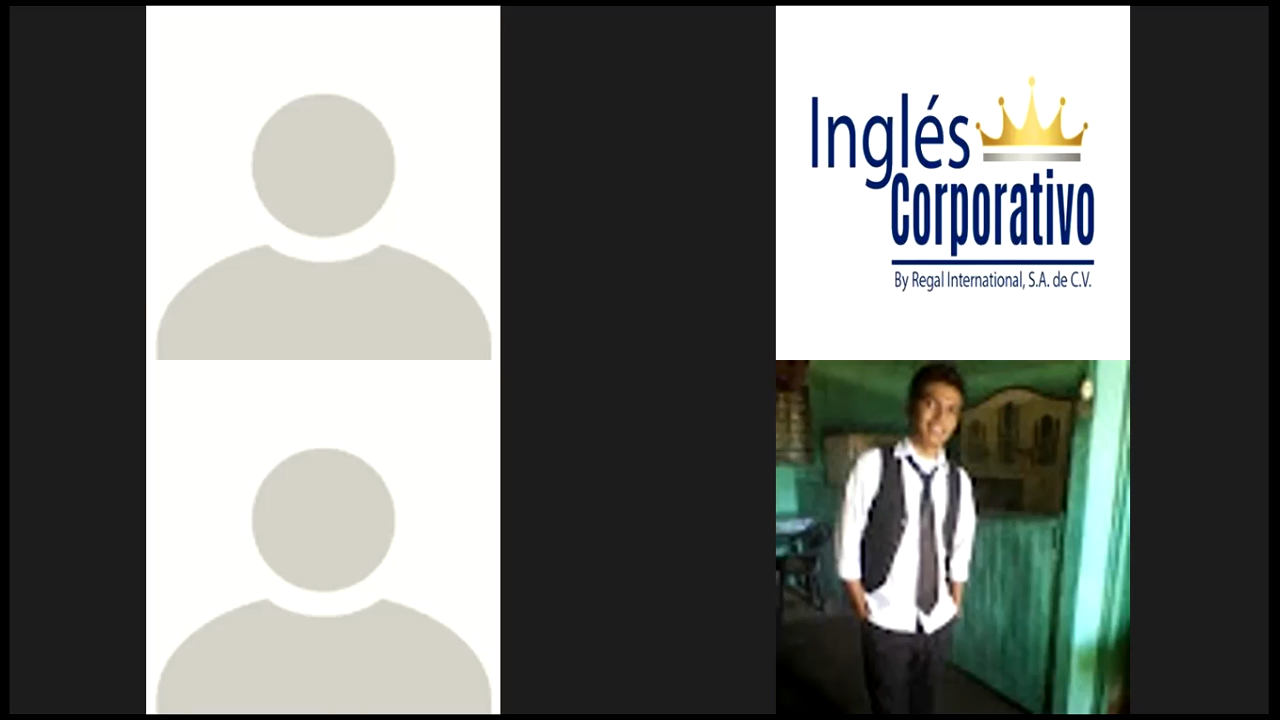 Inglés
Corporativo
By Regal International, S.A. de C.V.